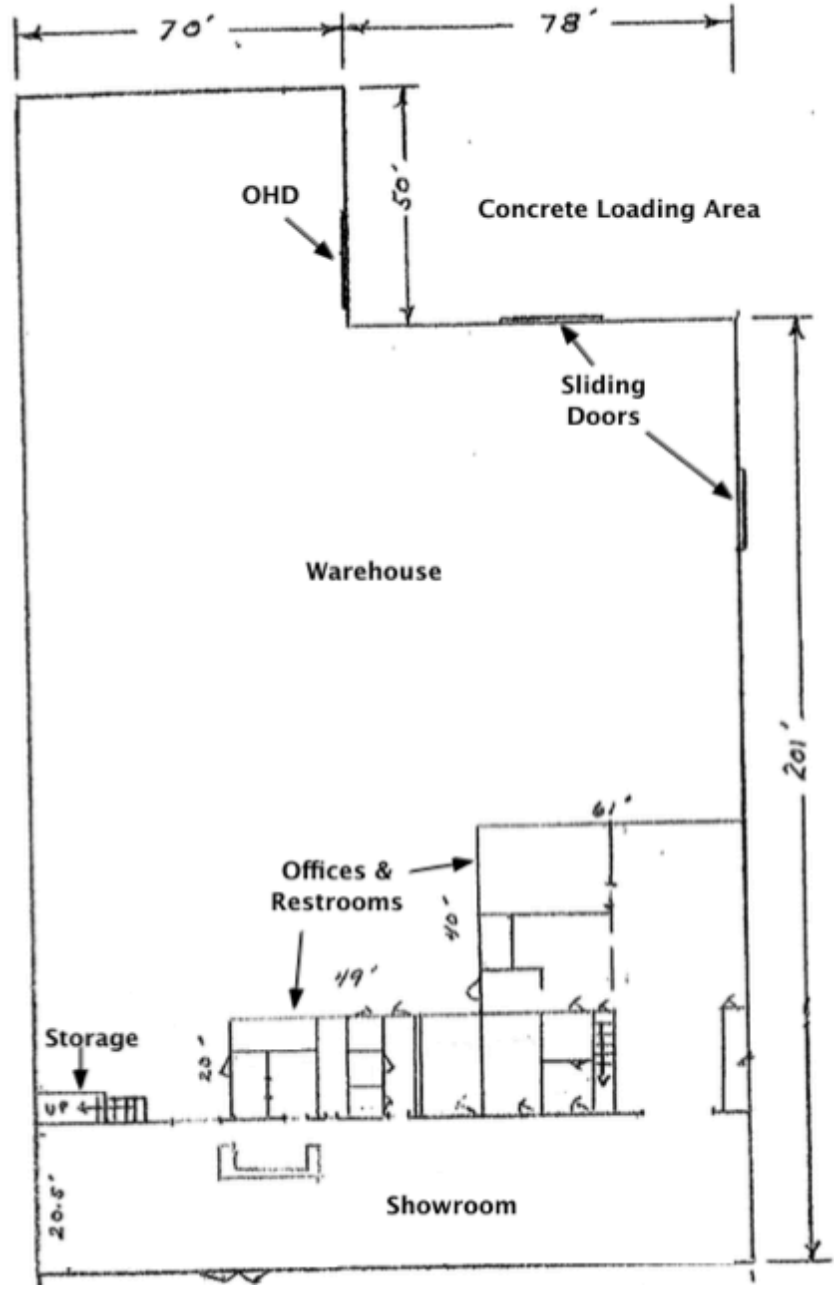 70'
78'
50'
OHD
Concrete Loading Area
Sliding
Doors
Warehouse
201'
61'
Offices &
Restrooms
40'
49'
20'
Storage
UP
20.5'
Showroom